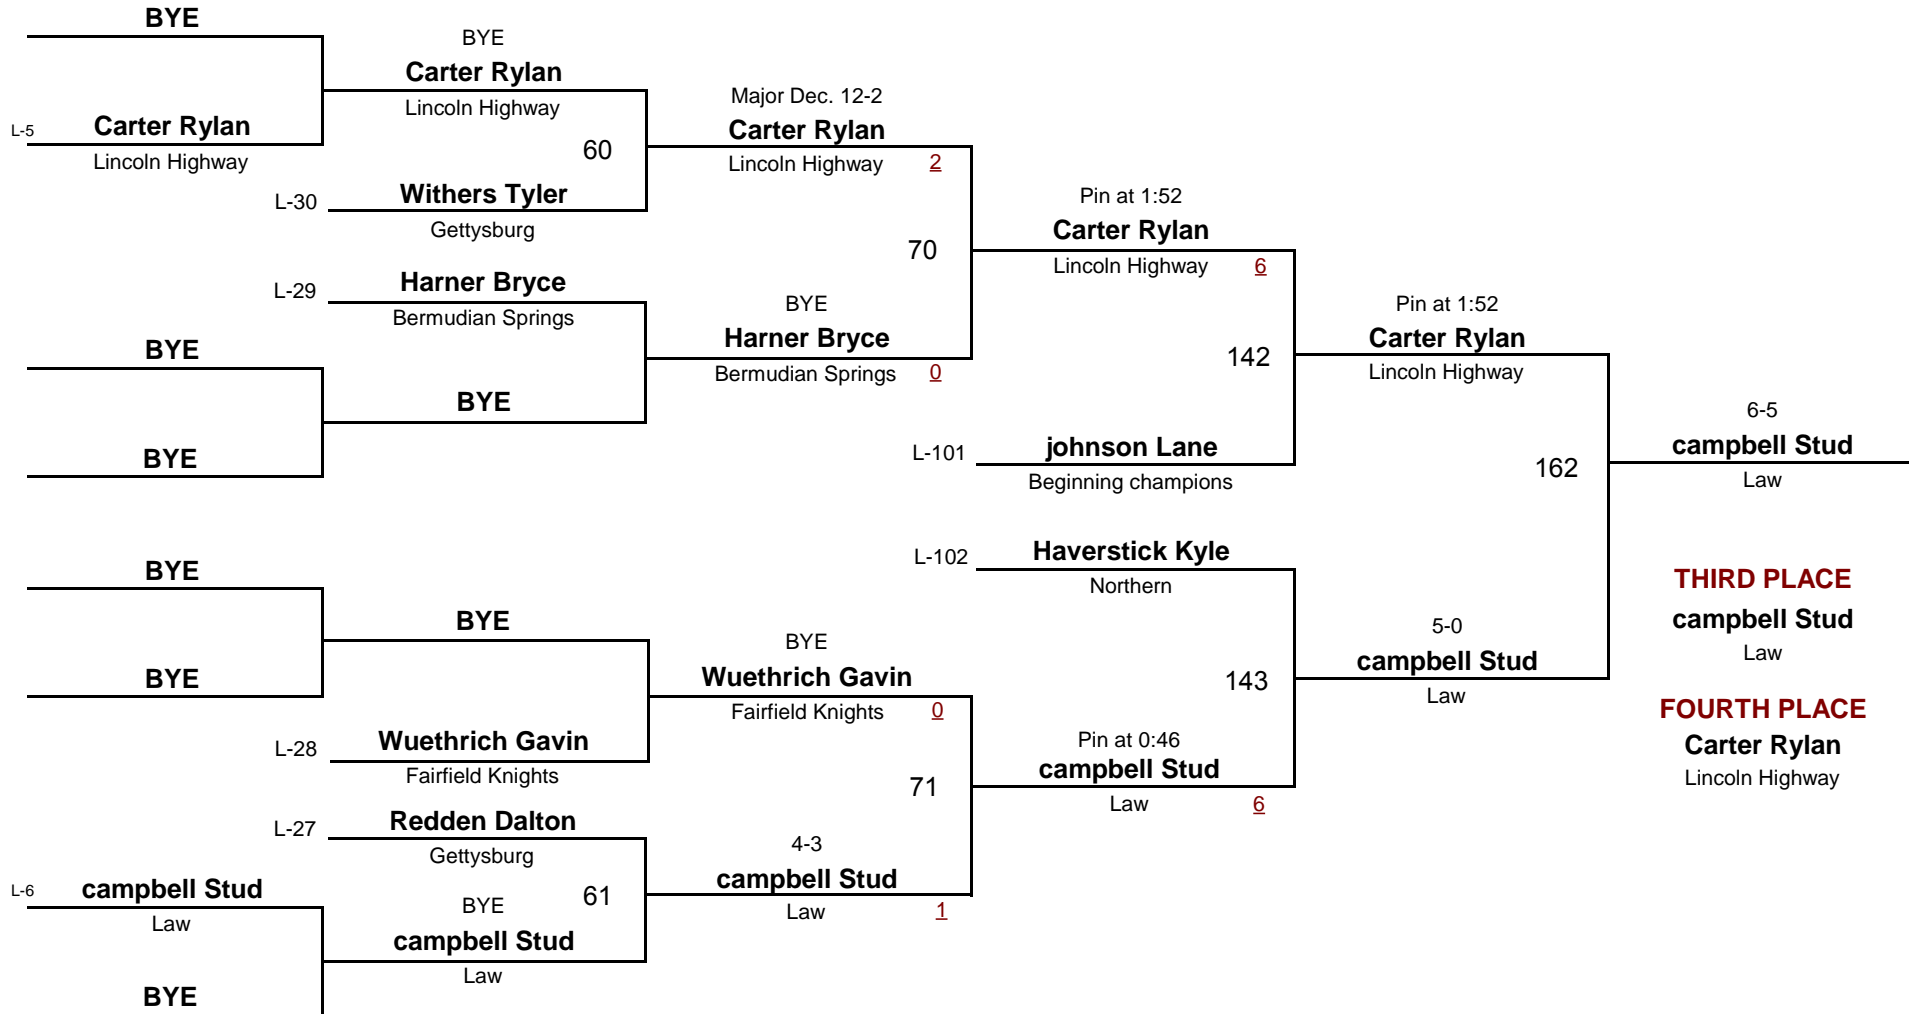 BYE
L-5
Carter Rylan
Lincoln Highway
BYE
BYE
BYE
BYE
L-6
campbell Stud
Law
BYE
BYE
Carter Rylan
Lincoln Highway
60
L-30
Withers Tyler
Gettysburg
L-29
Harner Bryce
Bermudian Springs
BYE
BYE
L-28
Wuethrich Gavin
Fairfield Knights
L-27
Redden Dalton
Gettysburg
61
BYE
campbell Stud
Law
Major Dec. 12-2
Carter Rylan
Lincoln Highway 2
70
BYE
Harner Bryce
Bermudian Springs 0
BYE
Wuethrich Gavin
Fairfield Knights 0
71
4-3
campbell Stud
Law 1
Pin at 1:52
Carter Rylan
Lincoln Highway 6
142
L-101
johnson Lane
Beginning champions
L-102
Haverstick Kyle
Northern
143
Pin at 0:46
campbell Stud
Law 6
Pin at 1:52
Carter Rylan
Lincoln Highway
162
5-0
campbell Stud
Law
6-5
campbell Stud
Law
THIRD PLACE
campbell Stud
Law
FOURTH PLACE
Carter Rylan
Lincoln Highway